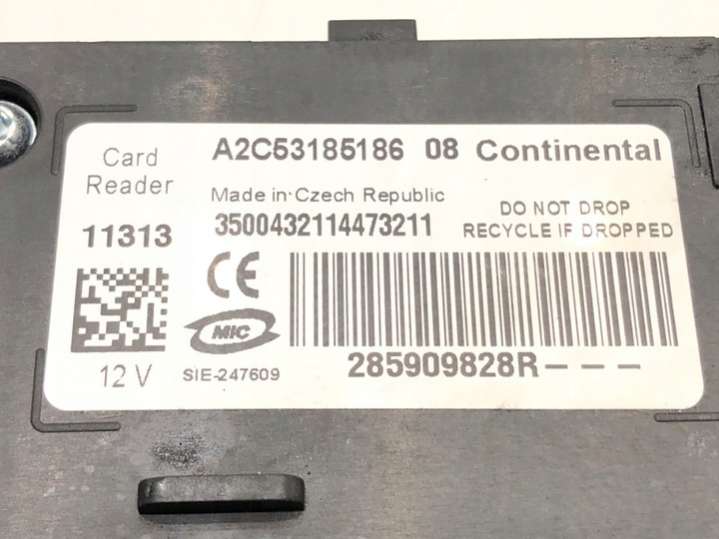 Card Reader
A2C53185186 08 Continental
Made in Czech Republic
11313
3500432114473211
DO NOT DROP
RECYCLE IF DROPPED
CE
MIC
12 V
SIE-247609
285909828R– – –